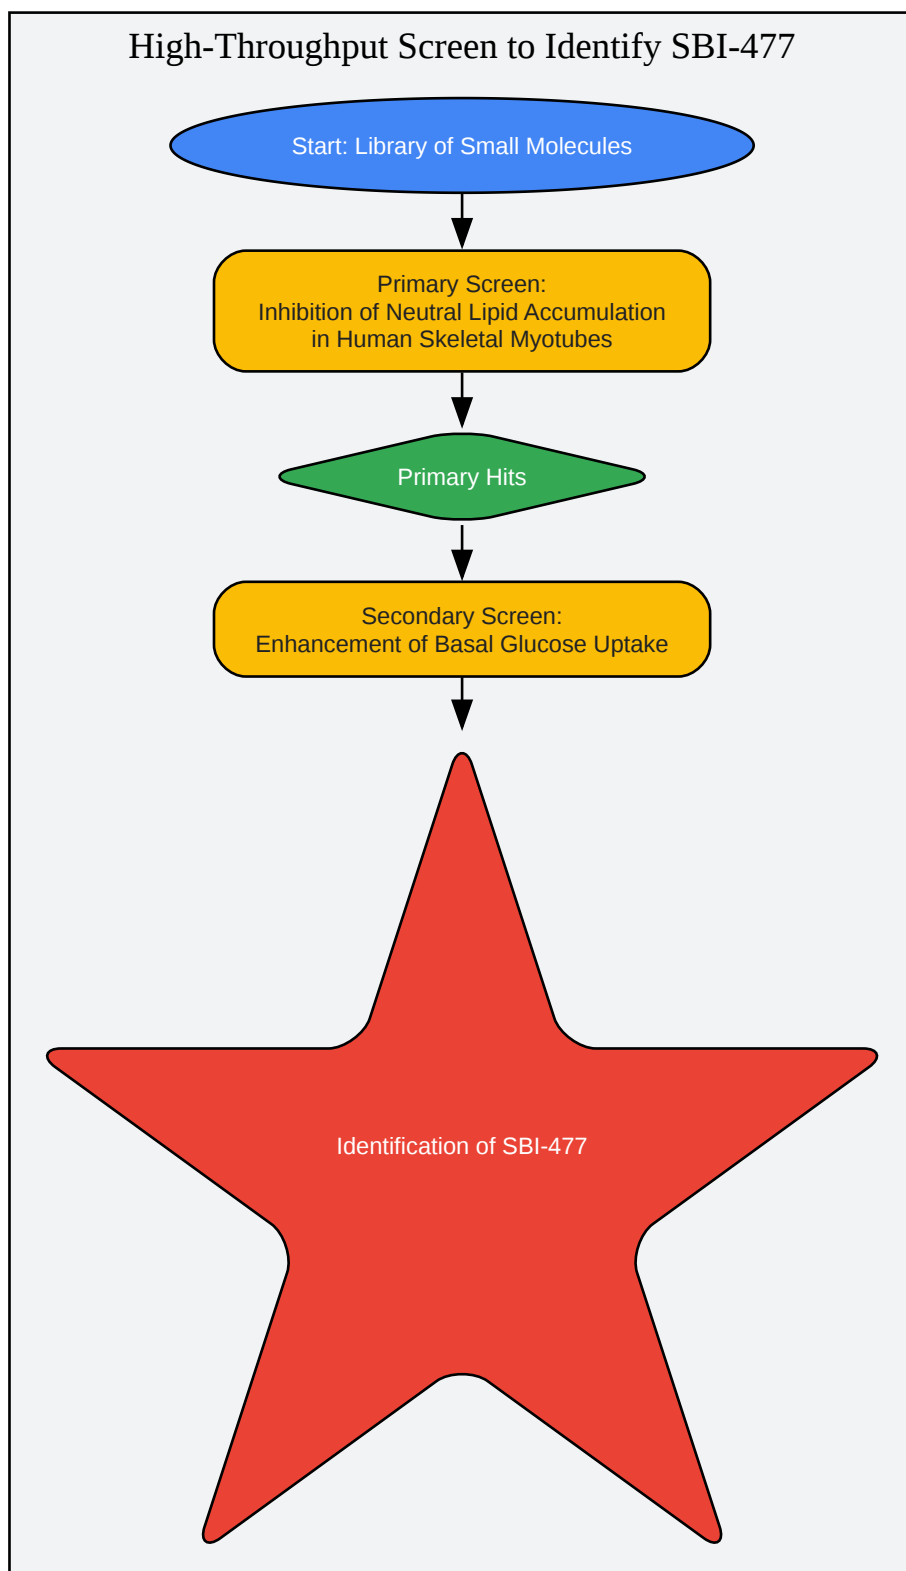 High-Throughput Screen to Identify SBI-477
Start: Library of Small Molecules
Primary Screen:
Inhibition of Neutral Lipid Accumulation
in Human Skeletal Myotubes
Primary Hits
Secondary Screen:
Enhancement of Basal Glucose Uptake
Identification of SBI-477